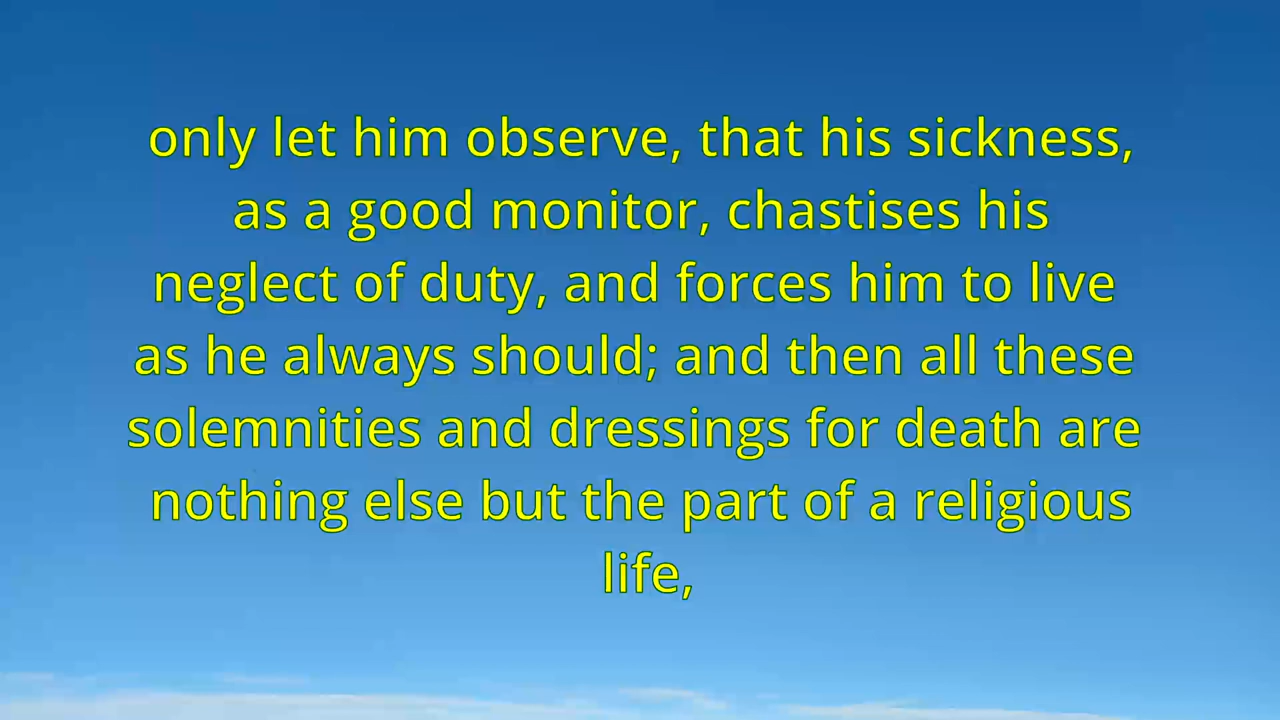 only let him observe, that his sickness,
as a good monitor, chastises his
neglect of duty, and forces him to live
as he always should; and then all these
solemnities and dressings for death are
nothing else but the part of a religious
life,